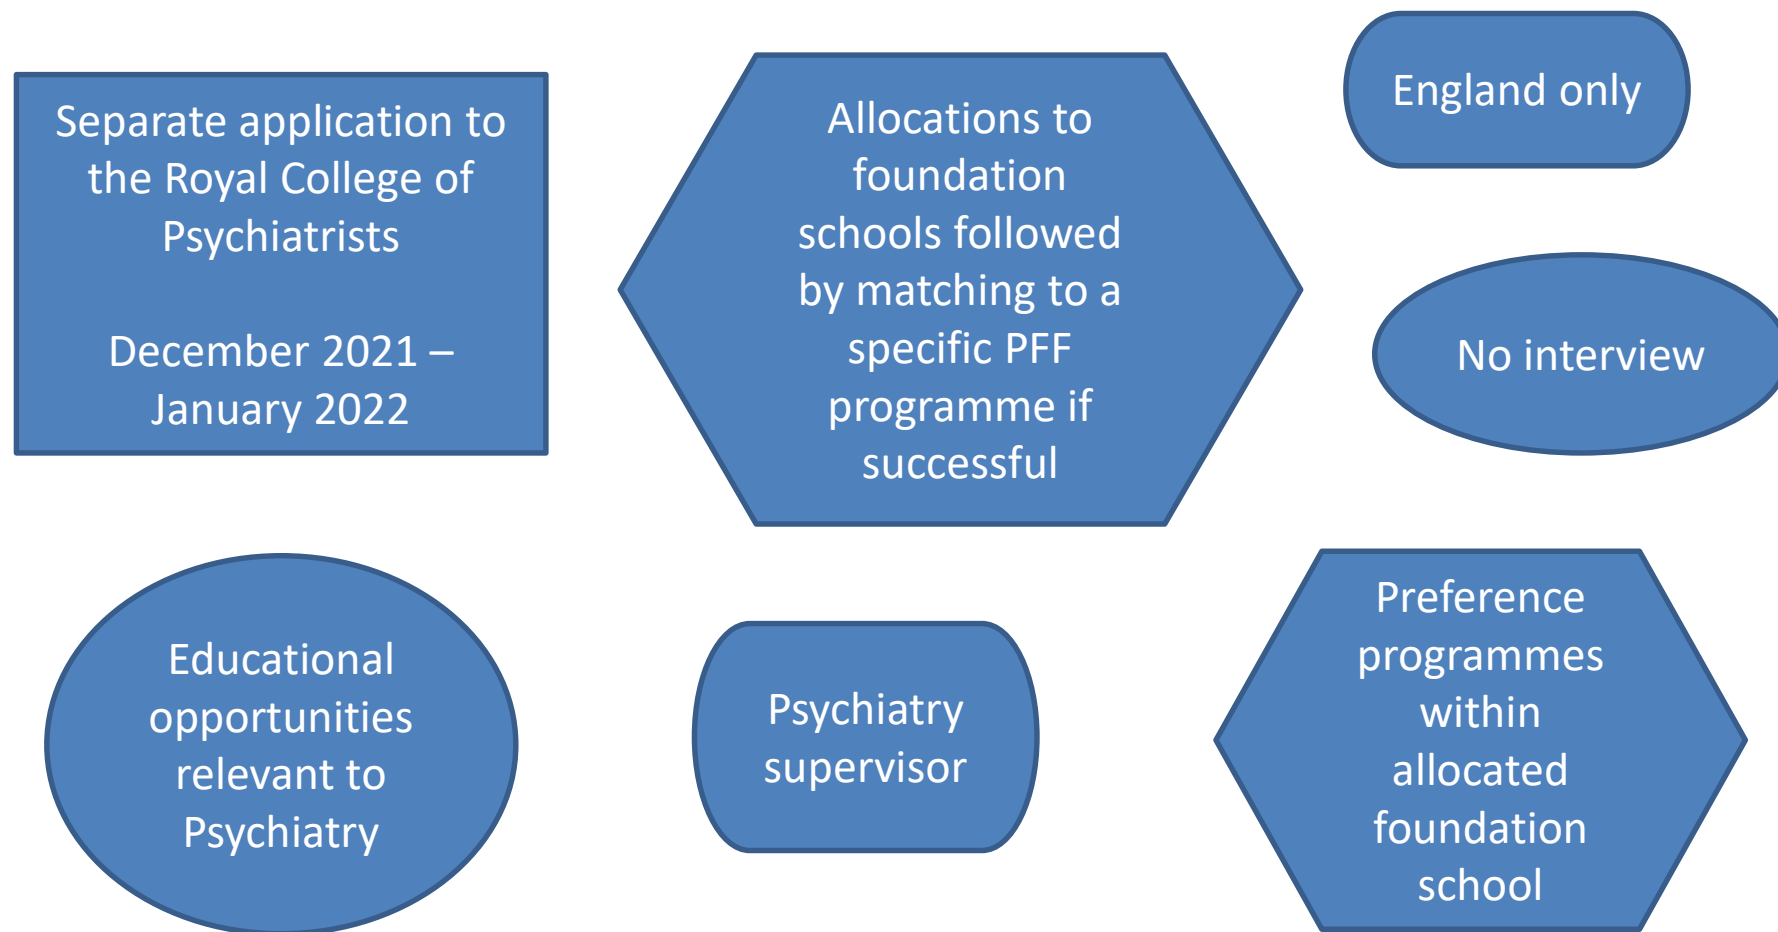 Separate application to
the Royal College of
Psychiatrists
December 2021 –
January 2022
Allocations to
foundation
schools followed
by matching to a
specific PFF
programme if
successful
England only
No interview
Educational
opportunities
relevant to
Psychiatry
Psychiatry
supervisor
Preference
programmes
within
allocated
foundation
school